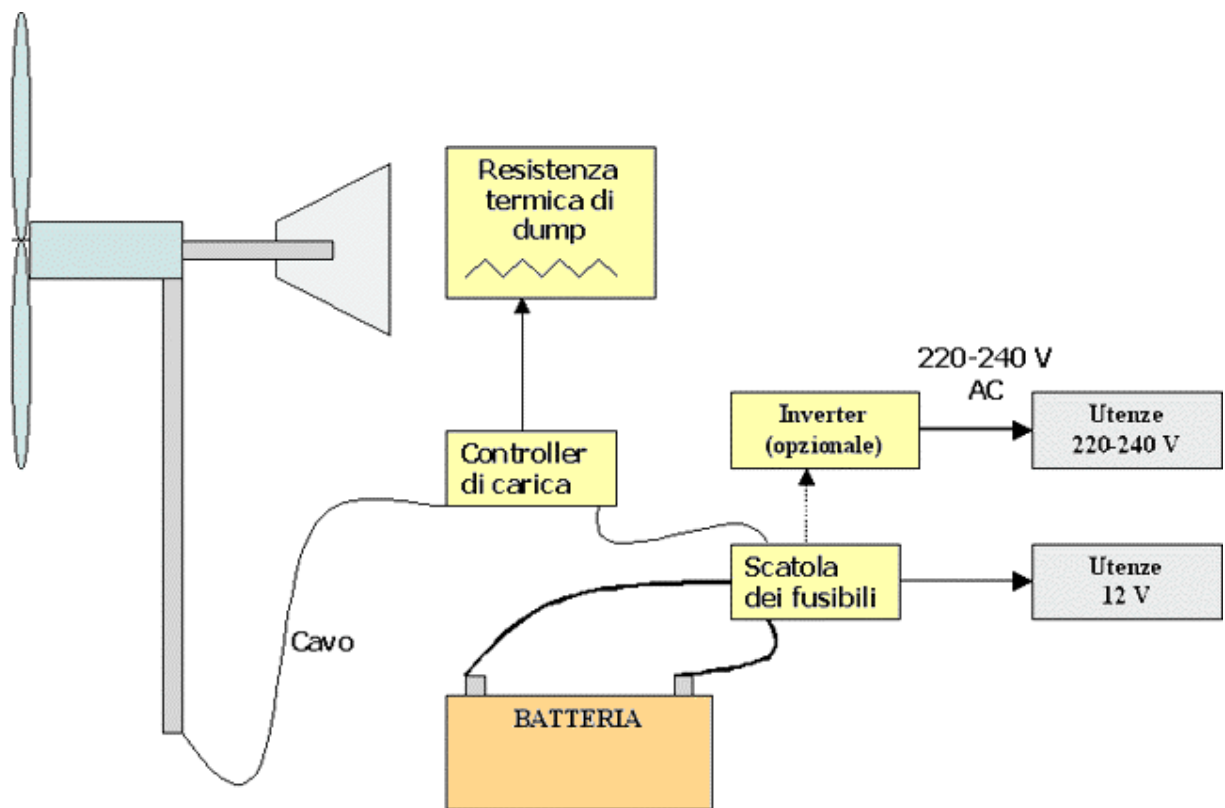 Resistenza
termica di
dump
220-240 V
AC
Inverter
(opzionale)
Utenze
220-240 V
Controller
di carica
Scatola
dei fusibili
Utenze
12 V
Cavo
BATTERIA